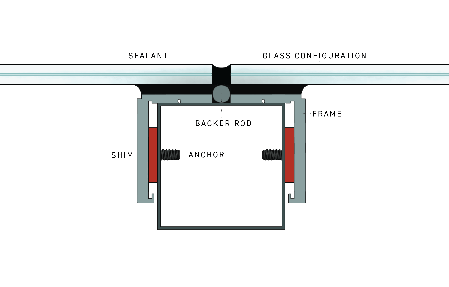 SEALANT
GLASS CONFIGURATION
FRAME
BACKER ROD
SHIM
ANCHOR